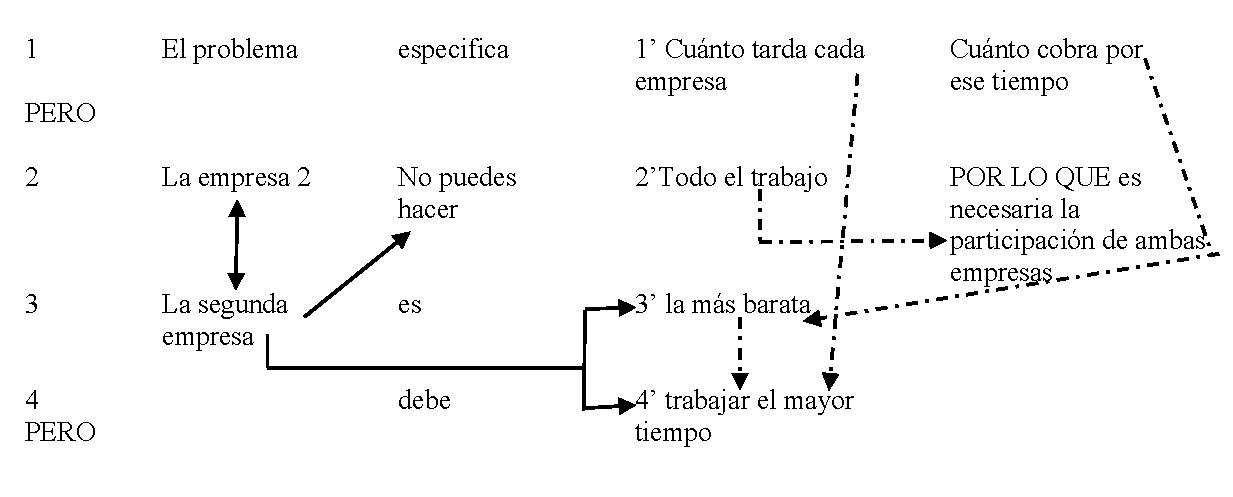 1 El problema especifica 1’ Cuánto tarda cada Cuánto cobra por
empresa ese tiempo
PERO
2 La empresa 2 No puedes 2’Todo el trabajo POR LO QUE es
hacer necesaria la
participación de ambas
empresas
3 La segunda es 3’ la más barata
empresa
4 debe 4’ trabajar el mayor
PERO tiempo